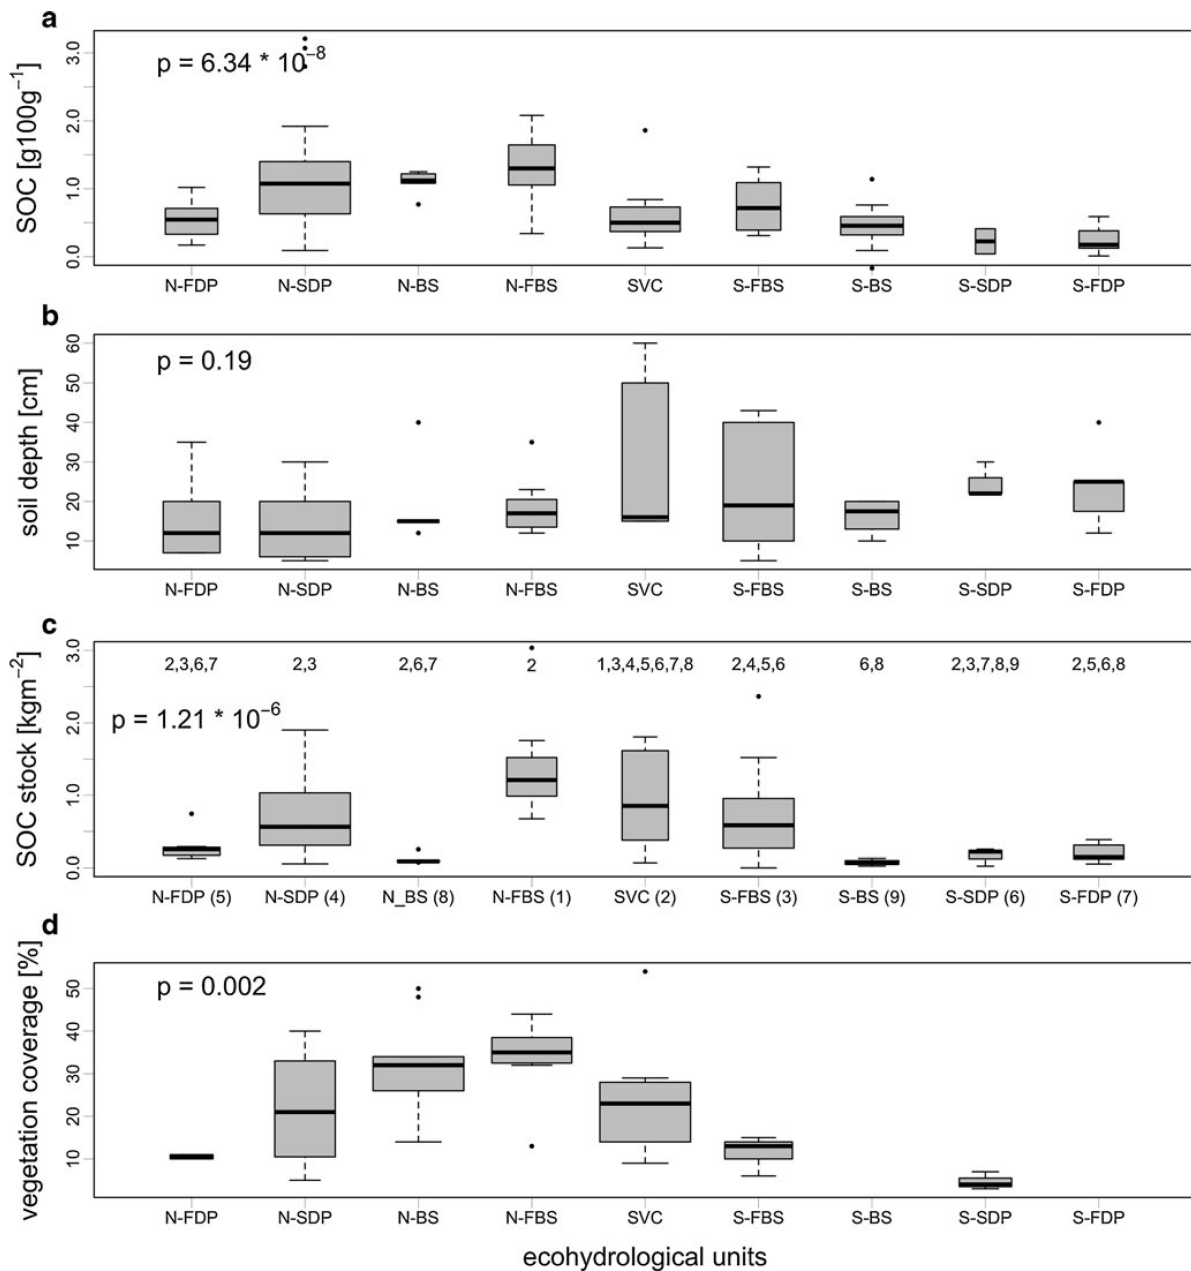 a
SOC [g100g⁻¹]
3.0
2.0
1.0
0.0
p = 6.34 * 10⁻⁸
N-FDP N-SDP N-BS N-FBS SVC S-FBS S-BS S-SDP S-FDP
b
soil depth [cm]
60
50
40
30
20
10
p = 0.19
N-FDP N-SDP N-BS N-FBS SVC S-FBS S-BS S-SDP S-FDP
c
SOC stock [kgm⁻²]
3.0
2.0
1.0
0.0
2,3,6,7 2,3 2,6,7 2 1,3,4,5,6,7,8 2,4,5,6 6,8 2,3,7,8,9 2,5,6,8
p = 1.21 * 10⁻⁶
N-FDP (5) N-SDP (4) N_BS (8) N-FBS (1) SVC (2) S-FBS (3) S-BS (9) S-SDP (6) S-FDP (7)
d
vegetation coverage [%]
50
40
30
20
10
p = 0.002
N-FDP N-SDP N-BS N-FBS SVC S-FBS S-BS S-SDP S-FDP
ecohydrological units